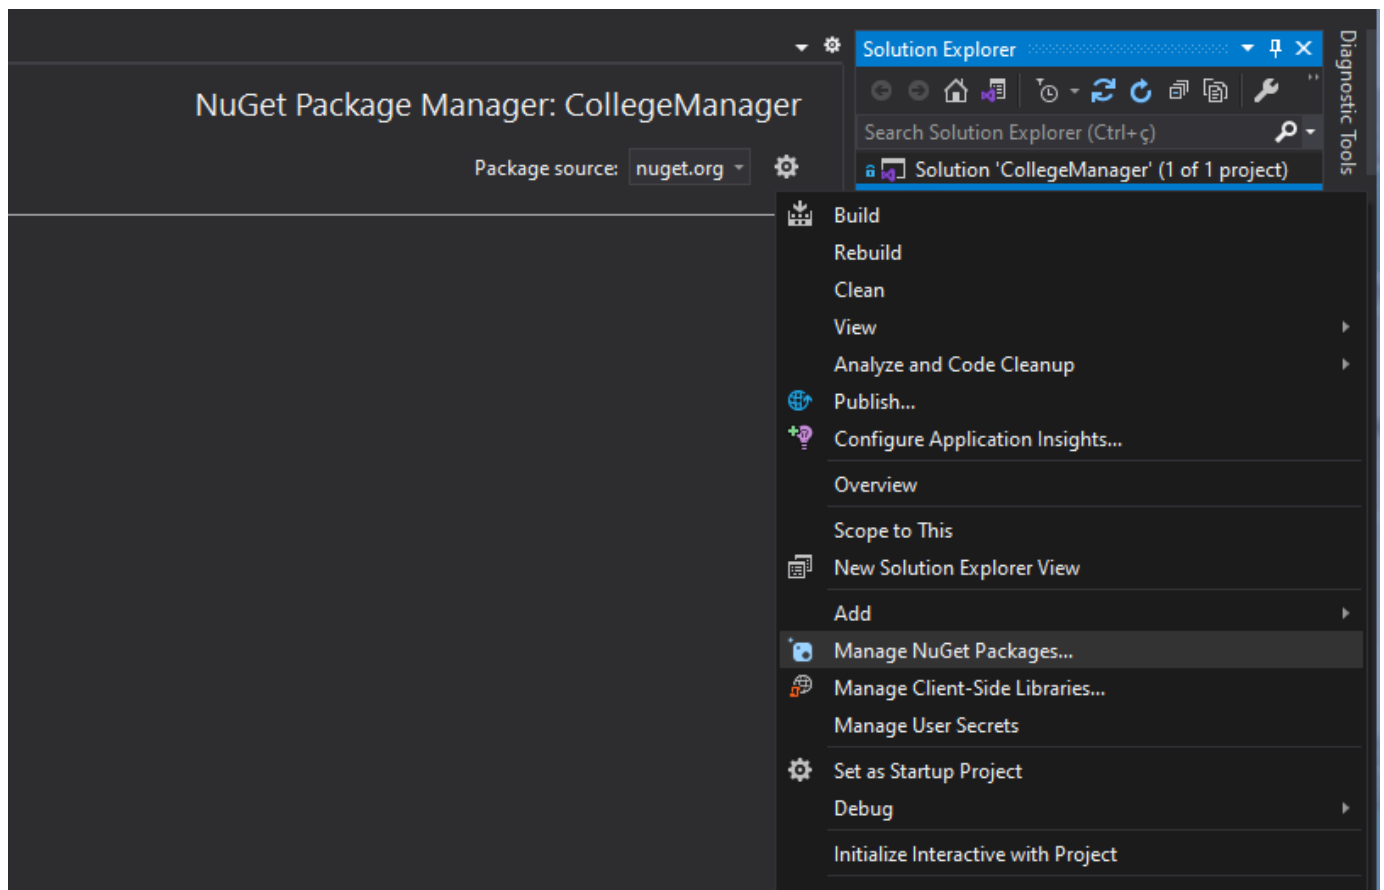 Solution Explorer
Diagnostic Tools
NuGet Package Manager: CollegeManager
Search Solution Explorer (Ctrl+ç)
Package source: nuget.org
Solution 'CollegeManager' (1 of 1 project)
Build
Rebuild
Clean
View
Analyze and Code Cleanup
Publish...
Configure Application Insights...
Overview
Scope to This
New Solution Explorer View
Add
Manage NuGet Packages...
Manage Client-Side Libraries...
Manage User Secrets
Set as Startup Project
Debug
Initialize Interactive with Project